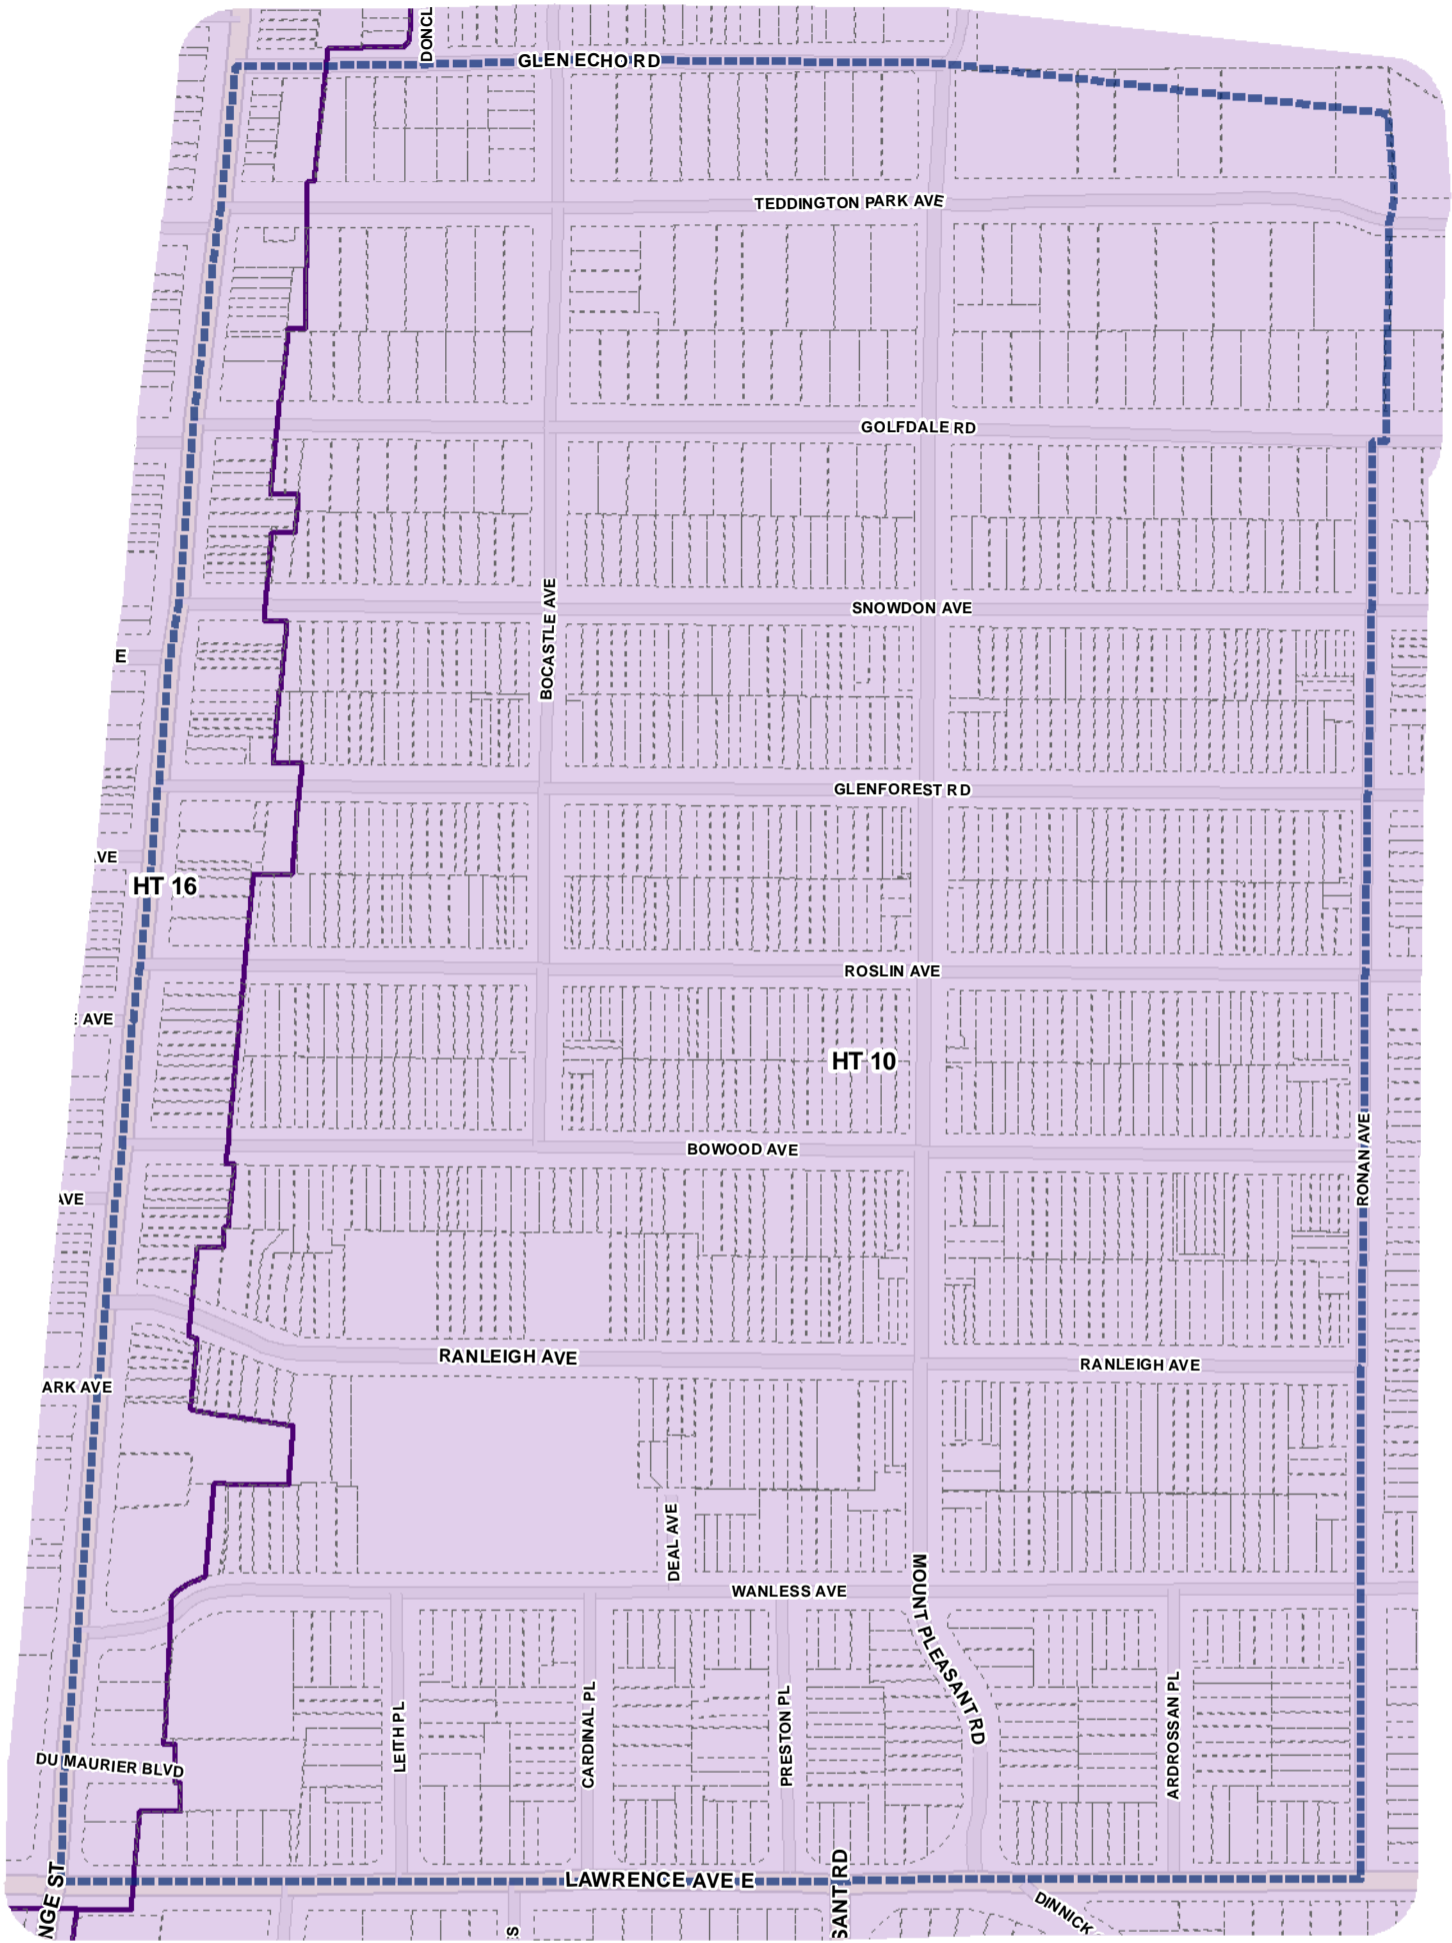 DONCL
GLEN ECHO RD
TEDDINGTON PARK AVE
GOLFDALE RD
BOCASTLE AVE
SNOWDON AVE
E
GLENFOREST RD
AVE
HT 16
ROSLIN AVE
E AVE
HT 10
BOWOOD AVE
RONAN AVE
AVE
RANLEIGH AVE
RANLEIGH AVE
ARK AVE
DEAL AVE
WANLESS AVE
MOUNT PLEASANT RD
LEITH PL
CARDINAL PL
PRESTON PL
ARDROSSAN PL
DU MAURIER BLVD
LAWRENCE AVE E
NGE ST
SANT RD
DINNICK
S